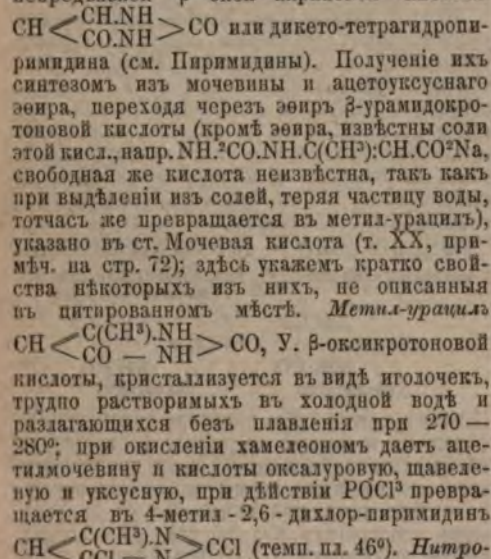 CH<CH.NH CO.NH>CO или дикето-тетрагидропи-
римидина (см. Пиримидины). Полученіе ихъ
синтезомъ изъ мочевины и ацетоуксуснаго
эѳира, переходя черезъ эѳиръ β-урамидокро-
тоновой кислоты (кромѣ эѳира, извѣстны соли
этой кисл., напр. NH.²CO.NH.C(CH³):CH.CO²Na,
свободная же кислота неизвѣстна, такъ какъ
при выдѣленіи изъ солей, теряя частицу воды,
тотчасъ же превращается въ метил-урацилъ),
указано въ ст. Мочевая кислота (т. XX, при-
мѣч. на стр. 72); здѣсь укажемъ кратко свой-
ства нѣкоторыхъ изъ нихъ, не описанныя
въ цитированномъ мѣстѣ. Метил-урацилъ
CH<C(CH³).NH CO — NH>CO, У. β-оксикротоновой
кислоты, кристаллизуется въ видѣ иголочекъ,
трудно растворимыхъ въ холодной водѣ и
разлагающихся безъ плавленія при 270 —
280°; при окисленіи хамелеономъ даетъ аце-
тилмочевину и кислоты оксалуровую, щавеле-
вую и уксусную, при дѣйствіи POCl³ превра-
щается въ 4-метил-2,6-дихлор-пиримидинъ
CH<C(CH³).N CCl — N>CCl (темп. пл. 46°). Нитро-